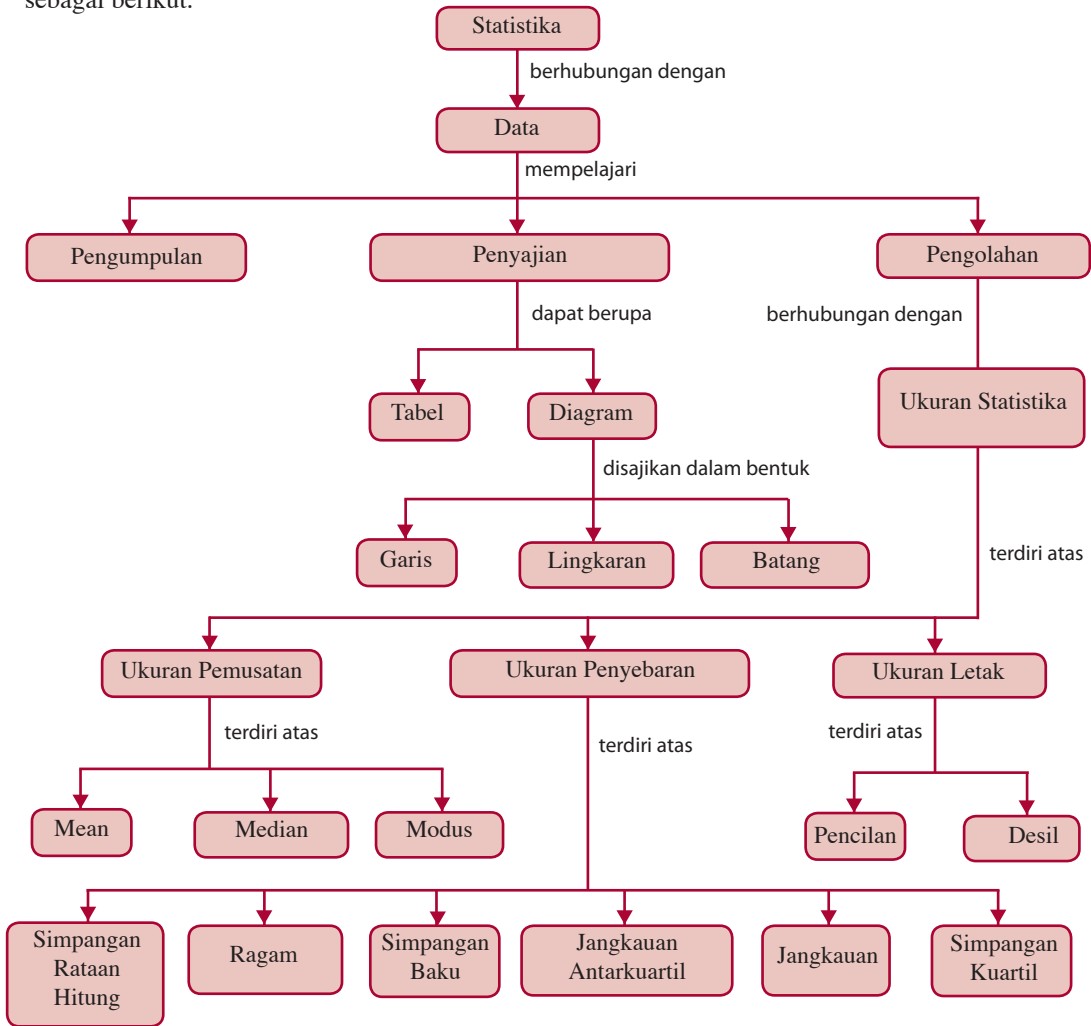 sebagai berikut.
Statistika
berhubungan dengan
Data
mempelajari
Pengumpulan
Penyajian
Pengolahan
dapat berupa
berhubungan dengan
Tabel
Diagram
Ukuran Statistika
disajikan dalam bentuk
Garis
Lingkaran
Batang
terdiri atas
Ukuran Pemusatan
Ukuran Penyebaran
Ukuran Letak
terdiri atas
terdiri atas
terdiri atas
Mean
Median
Modus
Pencilan
Desil
Simpangan
Rataan
Hitung
Ragam
Simpangan
Baku
Jangkauan
Antarkuartil
Jangkauan
Simpangan
Kuartil